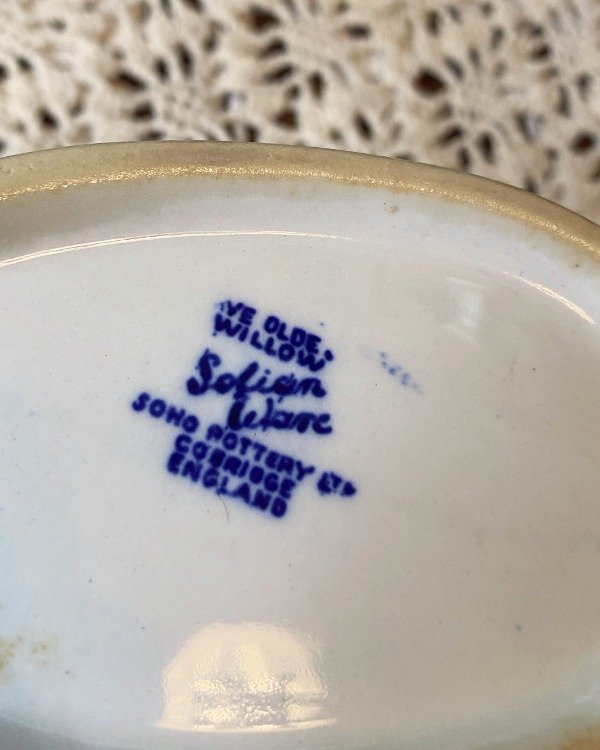 "YE OLDE
WILLOW"
Solian
Ware
SOHO POTTERY LTD
COBRIDGE
ENGLAND